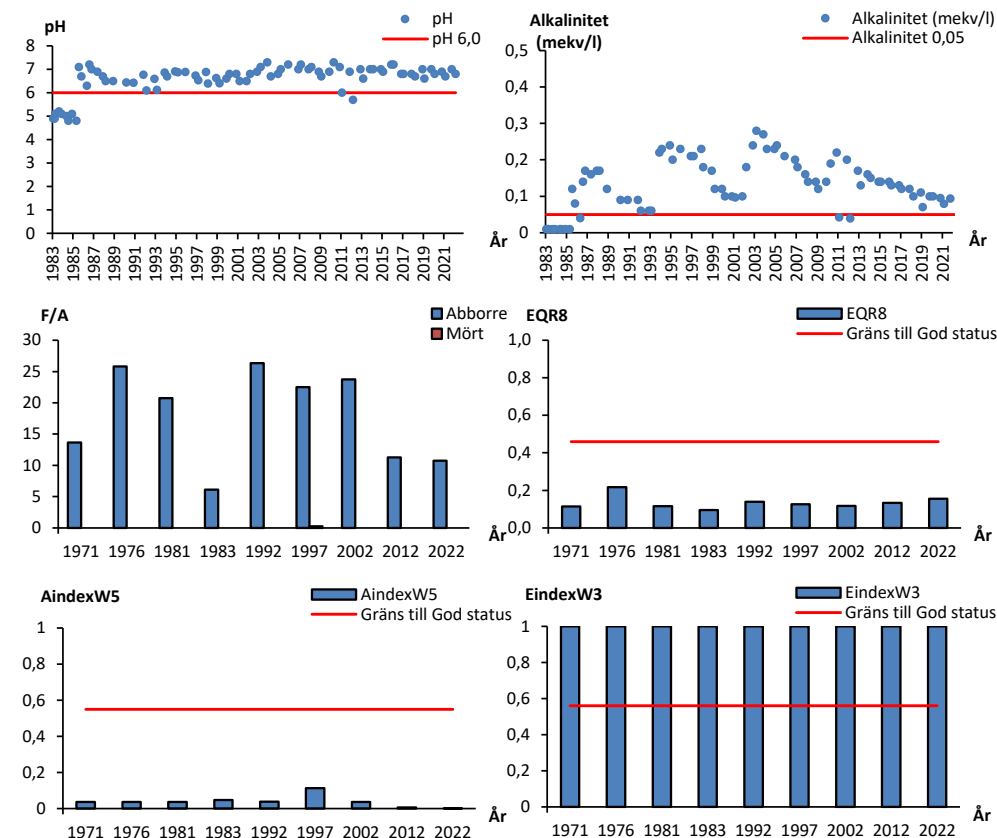 pH
pH
pH 6,0
8
7
6
5
4
3
2
1
0
1983 1985 1987 1989 1991 1993 1995 1997 1999 2001 2003 2005 2007 2009 2011 2013 2015 2017 2019 2021
År
Alkalinitet
(mekv/l)
Alkalinitet (mekv/l)
Alkalinitet 0,05
0,5
0,4
0,3
0,2
0,1
0
1983 1985 1987 1989 1991 1993 1995 1997 1999 2001 2003 2005 2007 2009 2011 2013 2015 2017 2019 2021
År
F/A
Abborre
Mört
30
25
20
15
10
5
0
1971 1976 1981 1983 1992 1997 2002 2012 2022
År
EQR8
EQR8
Gräns till God status
1,0
0,8
0,6
0,4
0,2
0,0
1971 1976 1981 1983 1992 1997 2002 2012 2022
År
AindexW5
AindexW5
Gräns till God status
1
0,8
0,6
0,4
0,2
0
1971 1976 1981 1983 1992 1997 2002 2012 2022
År
EindexW3
EindexW3
Gräns till God status
1
0,8
0,6
0,4
0,2
0
1971 1976 1981 1983 1992 1997 2002 2012 2022
År